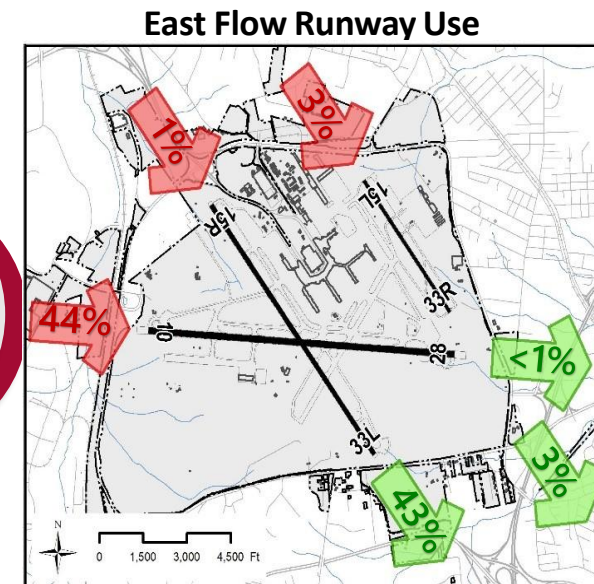 East Flow Runway Use
1%
3%
15R
15L
44%
10
33R
28
<1%
33L
43%
3%
N
0 1,500 3,000 4,500 Ft